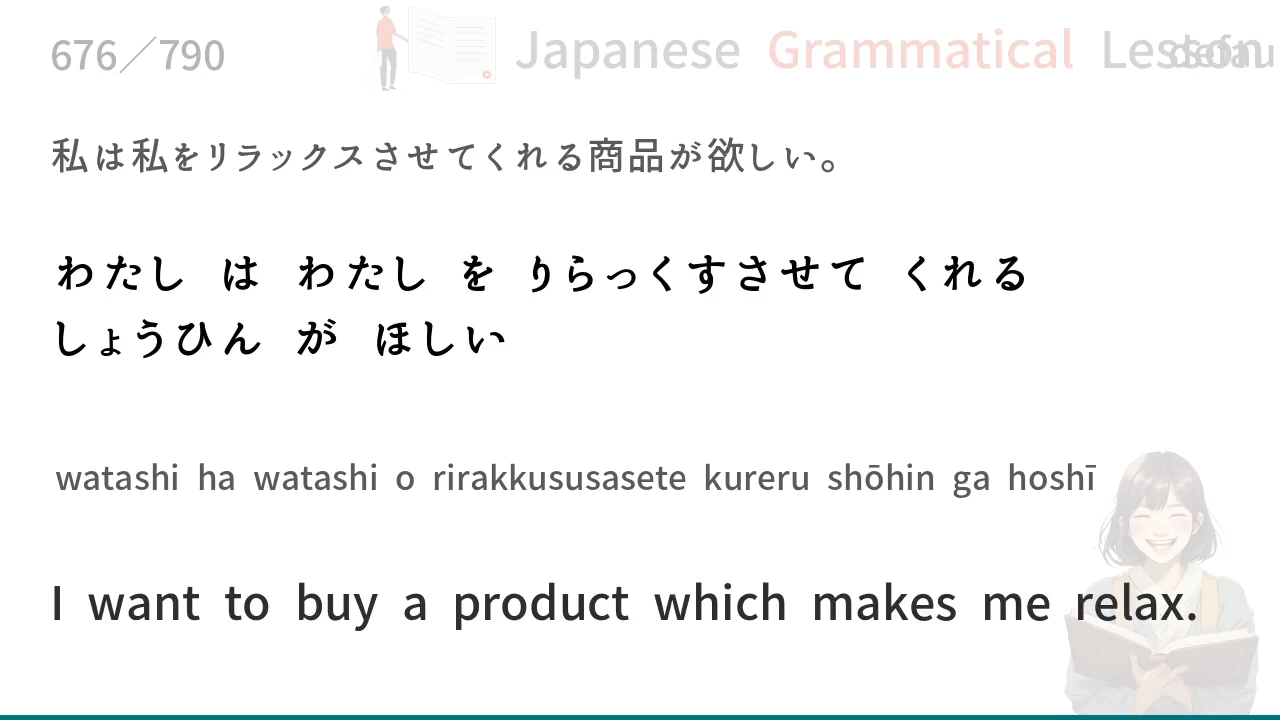 676／790
Japanese Grammatical Lesson
defau
私は私をリラックスさせてくれる商品が欲しい。
わたし は わたし を りらっくすさせて くれる
しょうひん が ほしい
watashi ha watashi o rirakkususasete kureru shōhin ga hoshī
I want to buy a product which makes me relax.